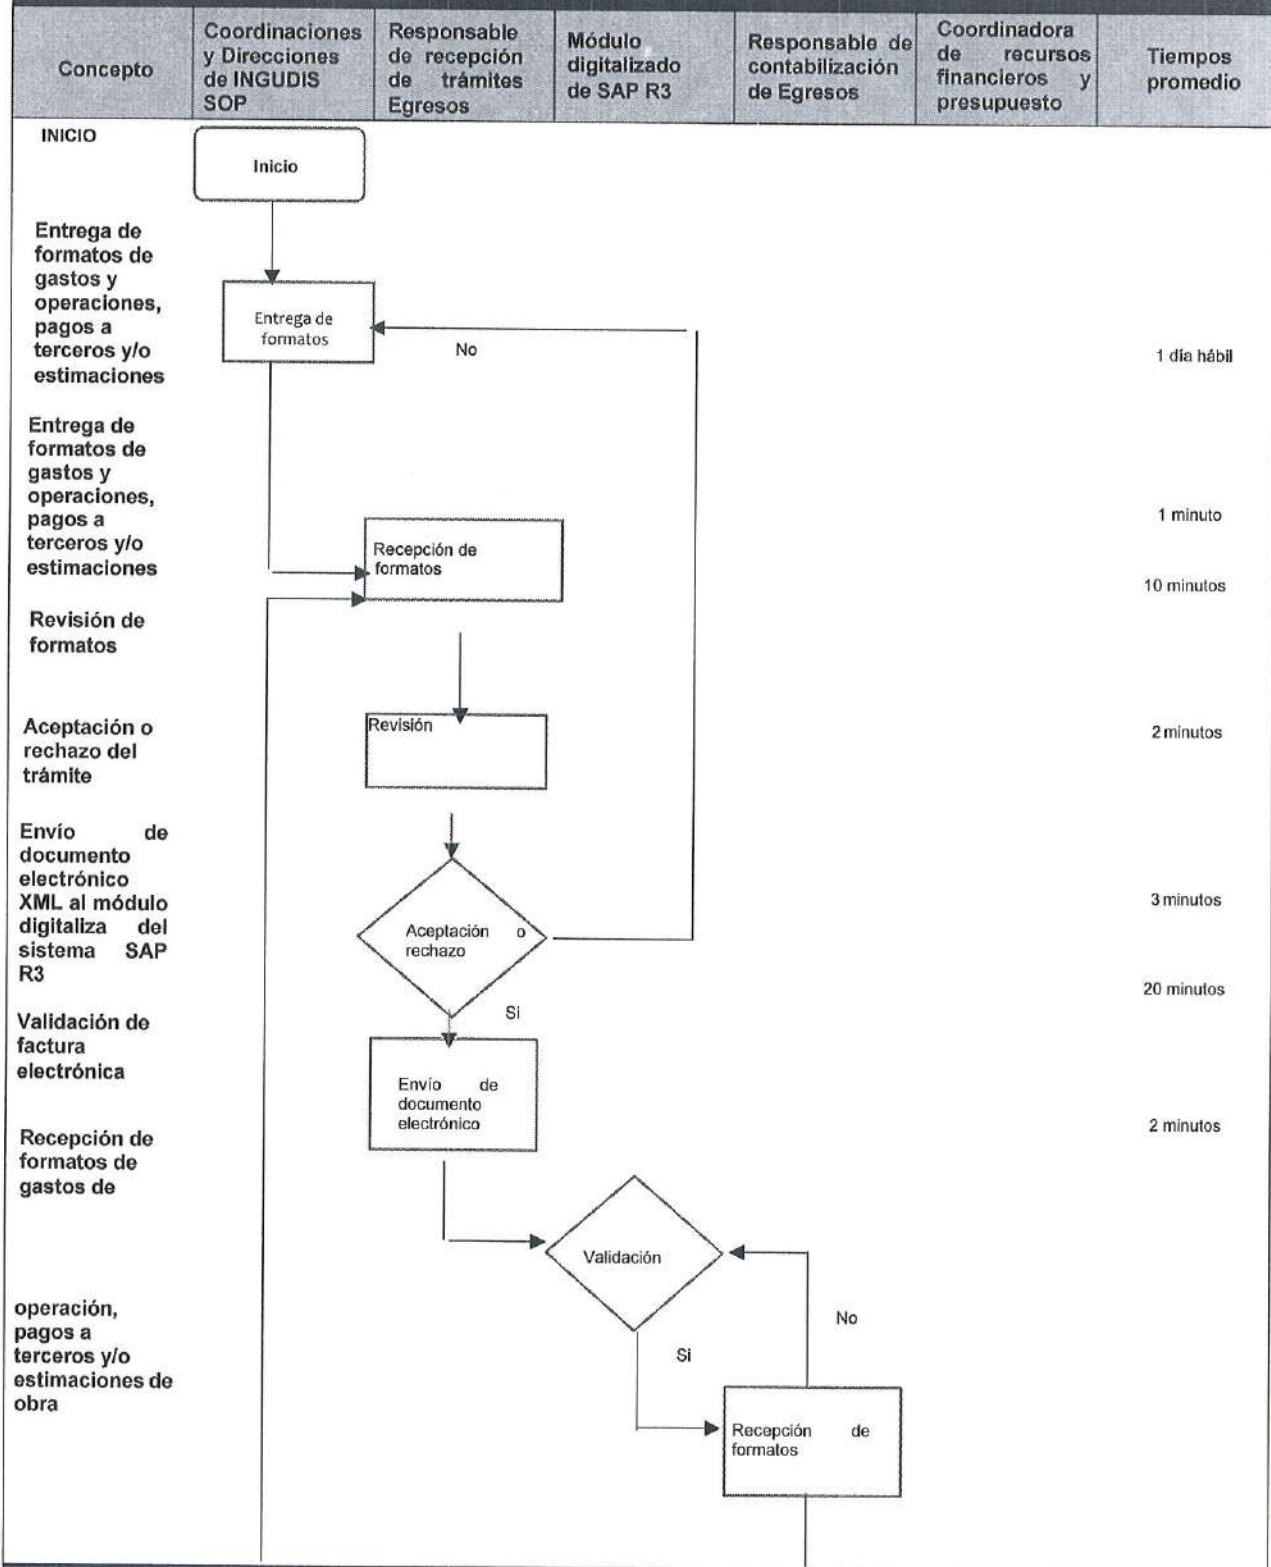 Concepto
Coordinaciones
y Direcciones
de INGUDIS
SOP
Responsable
de recepción
de trámites
Egresos
Módulo
digitalizado
de SAP R3
Responsable de
contabilización
de Egresos
Coordinadora
de recursos
financieros y
presupuesto
Tiempos
promedio
INICIO
Inicio
Entrega de
formatos de
gastos y
operaciones,
pagos a
terceros y/o
estimaciones
Entrega de
formatos
No
1 día hábil
Entrega de
formatos de
gastos y
operaciones,
pagos a
terceros y/o
estimaciones
Recepción de
formatos
1 minuto
10 minutos
Revisión de
formatos
Aceptación o
rechazo del
trámite
Revisión
2 minutos
Envío de
documento
electrónico
XML al módulo
digitaliza del
sistema SAP
R3
Aceptación o
rechazo
3 minutos
20 minutos
Si
Validación de
factura
electrónica
Envío de
documento
electrónico
2 minutos
Recepción de
formatos de
gastos de
Validación
operación,
pagos a
terceros y/o
estimaciones de
obra
No
Si
Recepción de
formatos